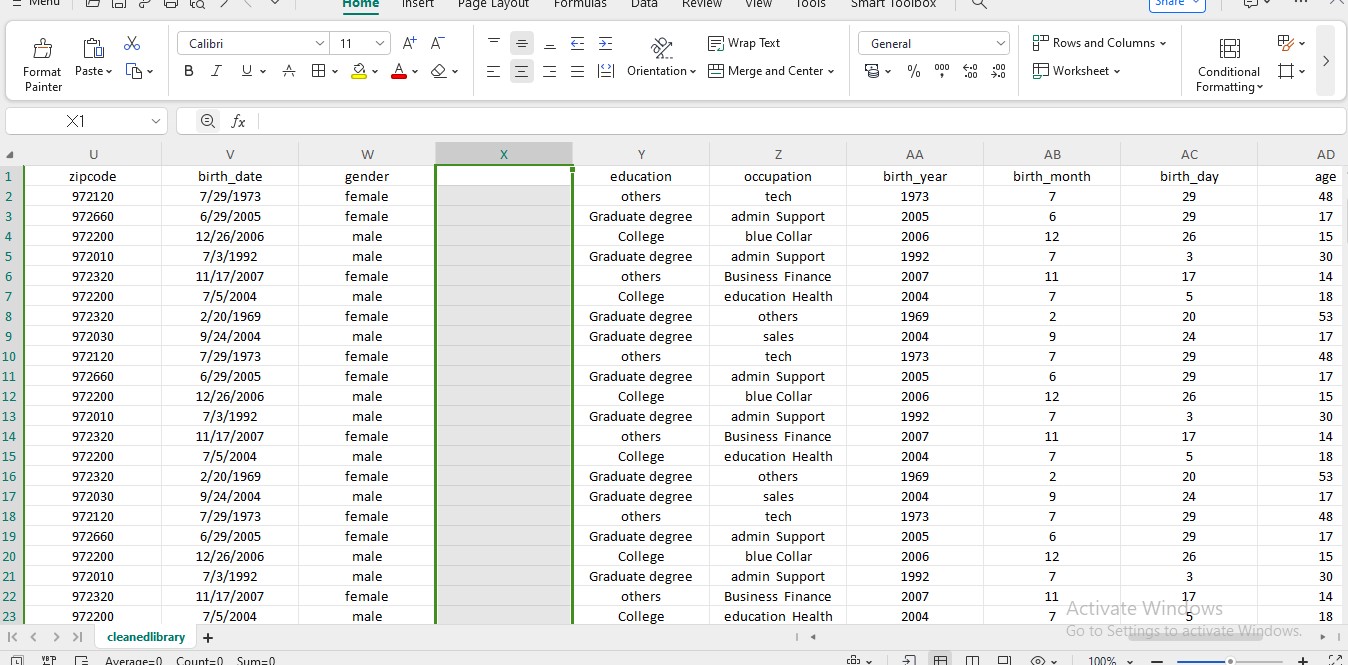 Menu Home Insert Page Layout Formulas Data Review View Tools Smart Toolbox Share
Calibri 11 Wrap Text General Rows and Columns
Format Painter Paste B I U A Orientation Merge and Center % 000 Worksheet Conditional Formatting
X1 fx
U V W X Y Z AA AB AC AD
1 zipcode birth_date gender education occupation birth_year birth_month birth_day age
2 972120 7/29/1973 female others tech 1973 7 29 48
3 972660 6/29/2005 female Graduate degree admin Support 2005 6 29 17
4 972200 12/26/2006 male College blue Collar 2006 12 26 15
5 972010 7/3/1992 male Graduate degree admin Support 1992 7 3 30
6 972320 11/17/2007 female others Business Finance 2007 11 17 14
7 972200 7/5/2004 male College education Health 2004 7 5 18
8 972320 2/20/1969 female Graduate degree others 1969 2 20 53
9 972030 9/24/2004 male Graduate degree sales 2004 9 24 17
10 972120 7/29/1973 female others tech 1973 7 29 48
11 972660 6/29/2005 female Graduate degree admin Support 2005 6 29 17
12 972200 12/26/2006 male College blue Collar 2006 12 26 15
13 972010 7/3/1992 male Graduate degree admin Support 1992 7 3 30
14 972320 11/17/2007 female others Business Finance 2007 11 17 14
15 972200 7/5/2004 male College education Health 2004 7 5 18
16 972320 2/20/1969 female Graduate degree others 1969 2 20 53
17 972030 9/24/2004 male Graduate degree sales 2004 9 24 17
18 972120 7/29/1973 female others tech 1973 7 29 48
19 972660 6/29/2005 female Graduate degree admin Support 2005 6 29 17
20 972200 12/26/2006 male College blue Collar 2006 12 26 15
21 972010 7/3/1992 male Graduate degree admin Support 1992 7 3 30
22 972320 11/17/2007 female others Business Finance 2007 11 17 14
23 972200 7/5/2004 male College education Health 2004 7 5 18
Activate Windows
Go to Settings to activate Windows.
cleanedlibrary +
Average=0 Count=0 Sum=0 100%